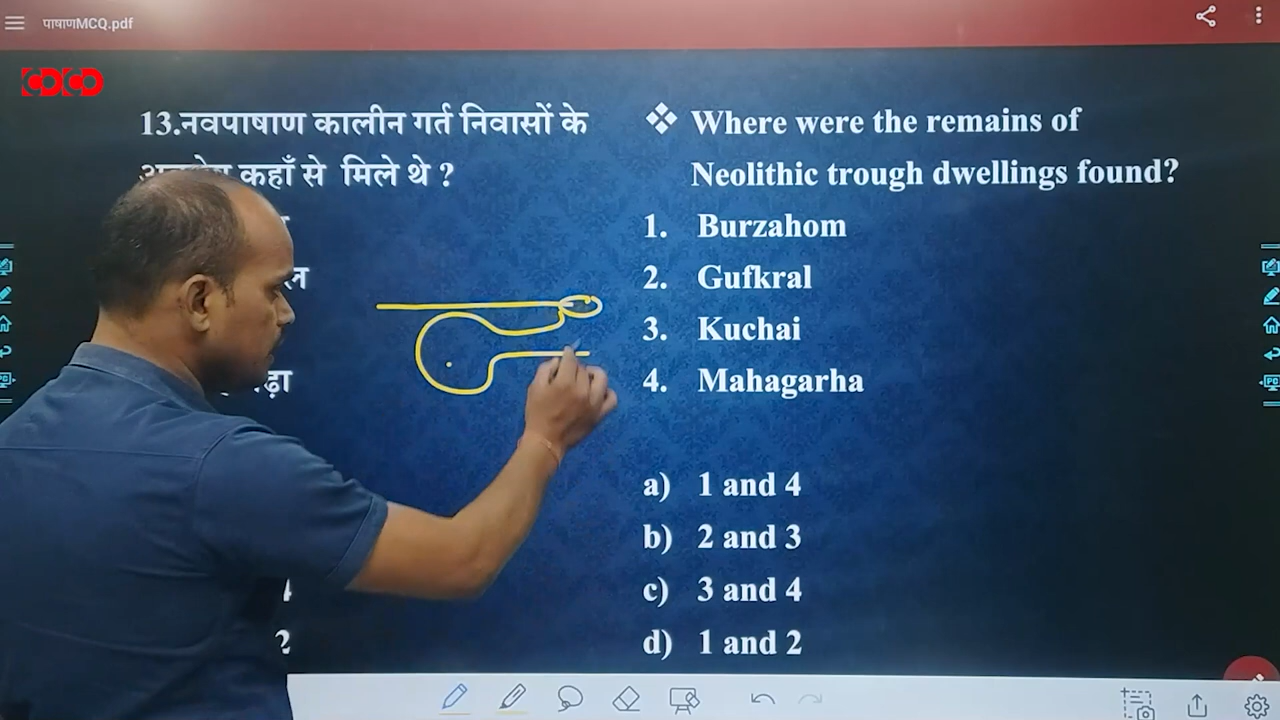 पाषाणMCQ.pdf
13.नवपाषाण कालीन गर्त निवासों के
कहाँ से मिले थे ?
❖ Where were the remains of
Neolithic trough dwellings found?
1. Burzahom
2. Gufkral
3. Kuchai
4. Mahagarha
a) 1 and 4
b) 2 and 3
c) 3 and 4
d) 1 and 2
2